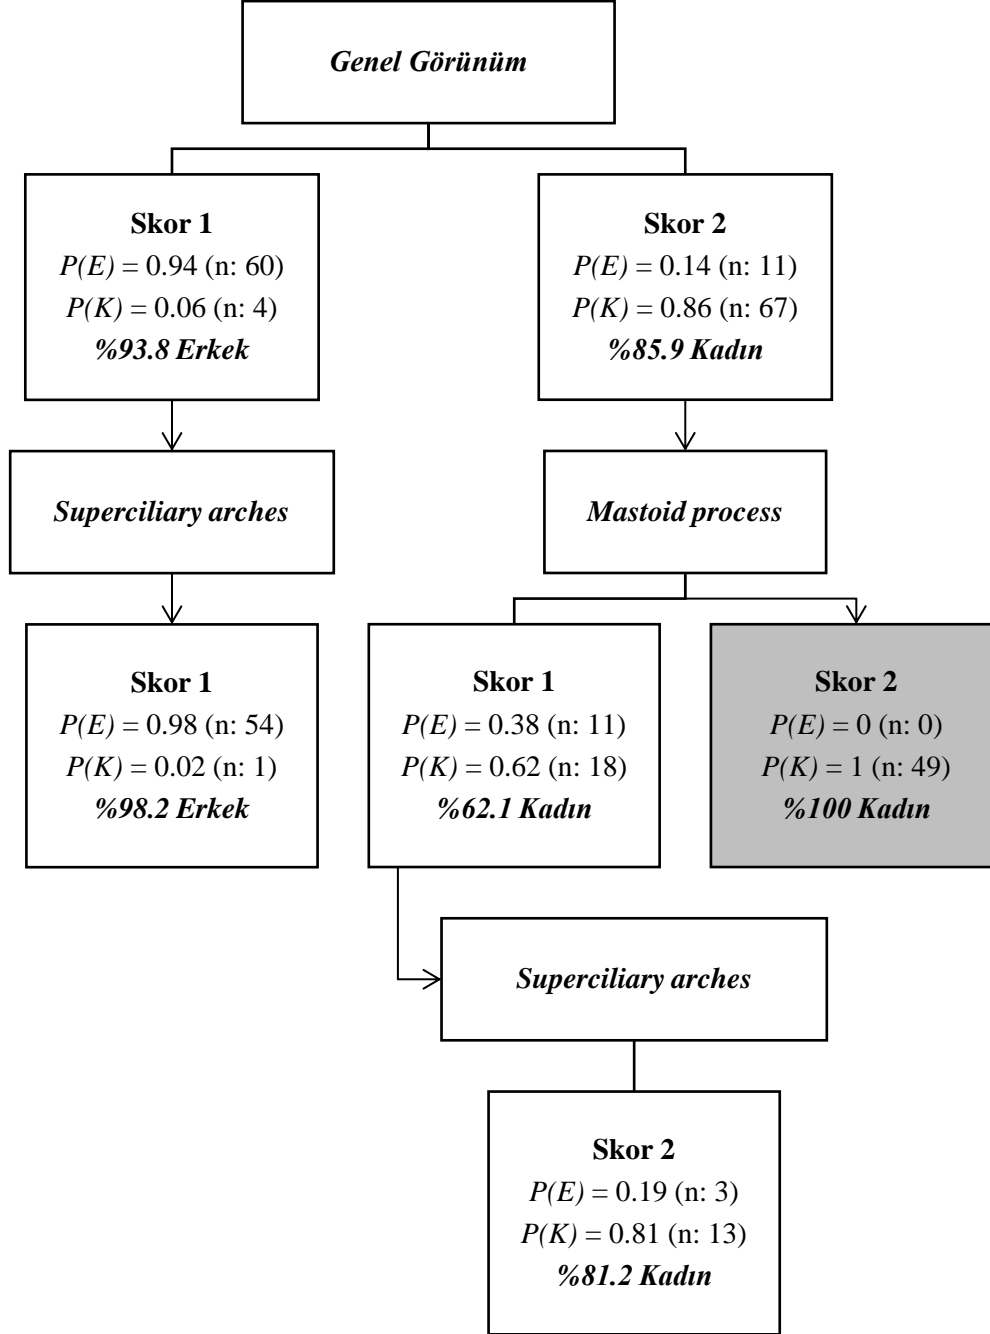 Genel Görünüm
Skor 1
P(E) = 0.94 (n: 60)
P(K) = 0.06 (n: 4)
%93.8 Erkek
Skor 2
P(E) = 0.14 (n: 11)
P(K) = 0.86 (n: 67)
%85.9 Kadın
Superciliary arches
Mastoid process
Skor 1
P(E) = 0.98 (n: 54)
P(K) = 0.02 (n: 1)
%98.2 Erkek
Skor 1
P(E) = 0.38 (n: 11)
P(K) = 0.62 (n: 18)
%62.1 Kadın
Skor 2
P(E) = 0 (n: 0)
P(K) = 1 (n: 49)
%100 Kadın
Superciliary arches
Skor 2
P(E) = 0.19 (n: 3)
P(K) = 0.81 (n: 13)
%81.2 Kadın